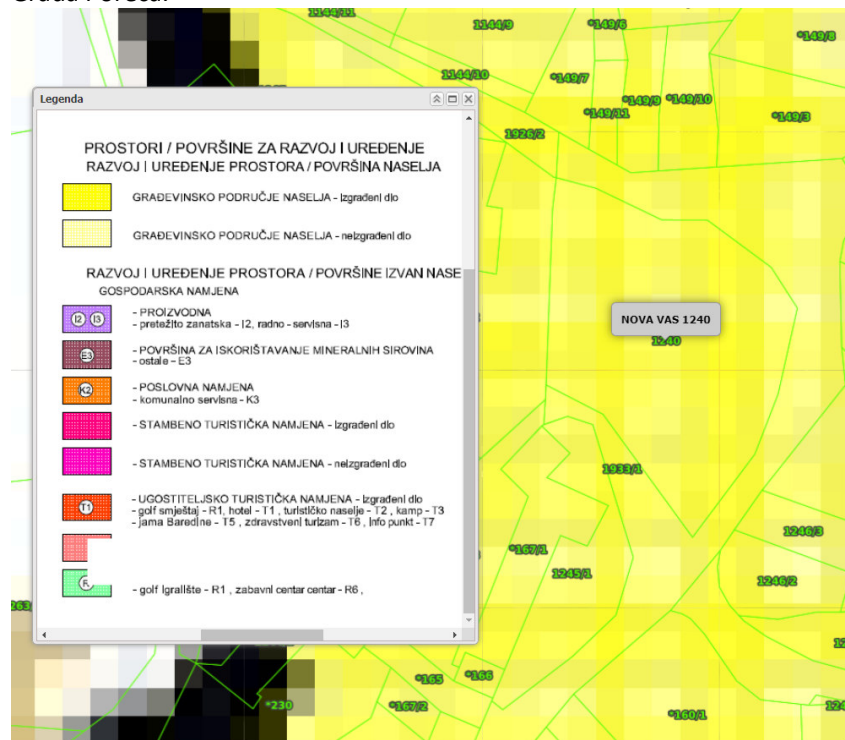 1144/11
1144/9
*149/6
*149/8
1144/10
*149/7
*149/9
*149/10
*149/11
*149/3
1926/2
Legenda
PROSTORI / POVRŠINE ZA RAZVOJ I UREĐENJE
RAZVOJ I UREĐENJE PROSTORA / POVRŠINA NASELJA
GRAĐEVINSKO PODRUČJE NASELJA - Izgrađeni dio
GRAĐEVINSKO PODRUČJE NASELJA - neizgrađeni dio
RAZVOJ I UREĐENJE PROSTORA / POVRŠINE IZVAN NASE
GOSPODARSKA NAMJENA
I2 I3
- PROIZVODNA
- pretežito zanatska - I2, radno - servisna - I3
E3
- POVRŠINA ZA ISKORIŠTAVANJE MINERALNIH SIROVINA
- ostale - E3
K2
- POSLOVNA NAMJENA
- komunalno servisna - K3
- STAMBENO TURISTIČKA NAMJENA - Izgrađeni dio
- STAMBENO TURISTIČKA NAMJENA - neizgrađeni dio
T1
- UGOSTITELJSKO TURISTIČKA NAMJENA - Izgrađeni dio
- golf smještaj - R1, hotel - T1 , turističko naselje - T2 , kamp - T3
- jama Baredine - T5 , zdravstveni turizam - T6 , Info punkt - T7
R
- golf Igralište - R1 , zabavni centar centar - R6 ,
NOVA VAS 1240
1240
1933/1
1246/3
*167/1
1245/1
1246/2
*165
*166
*230
*167/2
*160/1